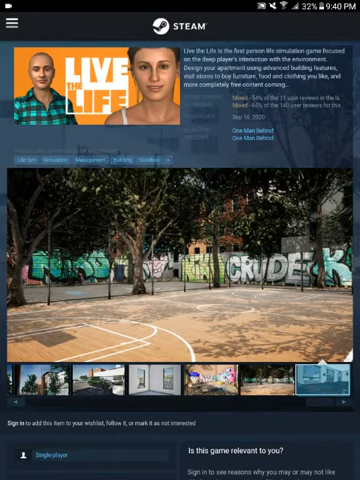 32% 9:40 PM
STEAM
LIVE
THE
LIFE
Live the Life is the first person life simulation game focused
on the deep player's interaction with the environment.
Design your apartment using advanced building features,
visit stores to buy furniture, food and clothing you like, and
more completely free content coming...
Mixed - 54% of the 11 user reviews in the la
Mixed - 65% of the 140 user reviews for this
Sep 16, 2020
One Man Behind
One Man Behind
Life Sim Simulation Management Building Sandbox
CRUDE
Sign in to add this item to your wishlist, follow it, or mark it as not interested
Single-player
Is this game relevant to you?
Sign in to see reasons why you may or may not like